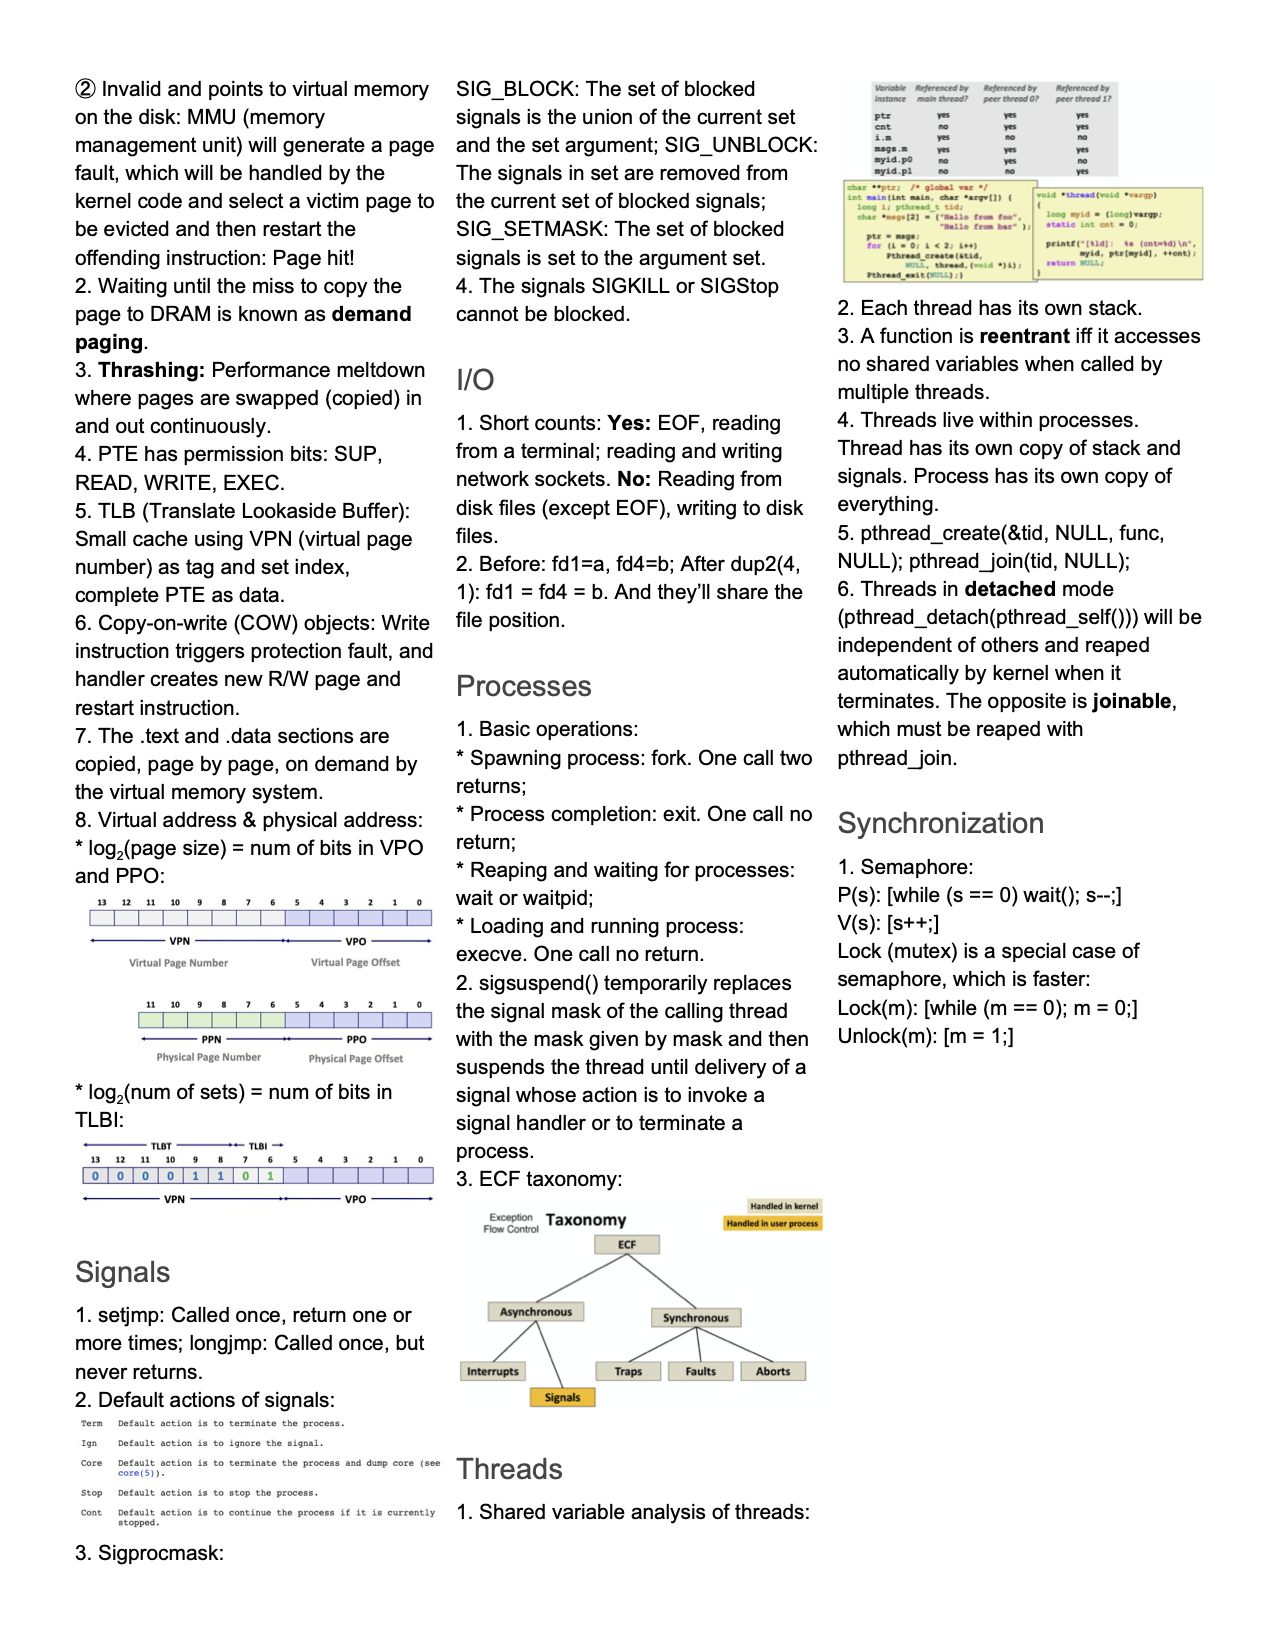 ② Invalid and points to virtual memory
on the disk: MMU (memory
management unit) will generate a page
fault, which will be handled by the
kernel code and select a victim page to
be evicted and then restart the
offending instruction: Page hit!
2. Waiting until the miss to copy the
page to DRAM is known as demand
paging.
3. Thrashing: Performance meltdown
where pages are swapped (copied) in
and out continuously.
4. PTE has permission bits: SUP,
READ, WRITE, EXEC.
5. TLB (Translate Lookaside Buffer):
Small cache using VPN (virtual page
number) as tag and set index,
complete PTE as data.
6. Copy-on-write (COW) objects: Write
instruction triggers protection fault, and
handler creates new R/W page and
restart instruction.
7. The .text and .data sections are
copied, page by page, on demand by
the virtual memory system.
8. Virtual address & physical address:
* log2(page size) = num of bits in VPO
and PPO:
13 12 11 10 9 8 7 6 5 4 3 2 1 0
VPN VPO
Virtual Page Number Virtual Page Offset
11 10 9 8 7 6 5 4 3 2 1 0
PPN PPO
Physical Page Number Physical Page Offset
* log2(num of sets) = num of bits in
TLBI:
TLBT TLBI
13 12 11 10 9 8 7 6 5 4 3 2 1 0
0 0 0 0 1 1 0 1
VPN VPO
Signals
1. setjmp: Called once, return one or
more times; longjmp: Called once, but
never returns.
2. Default actions of signals:
Term Default action is to terminate the process.
Ign Default action is to ignore the signal.
Core Default action is to terminate the process and dump core (see
core(5)).
Stop Default action is to stop the process.
Cont Default action is to continue the process if it is currently
stopped.
3. Sigprocmask:
SIG_BLOCK: The set of blocked
signals is the union of the current set
and the set argument; SIG_UNBLOCK:
The signals in set are removed from
the current set of blocked signals;
SIG_SETMASK: The set of blocked
signals is set to the argument set.
4. The signals SIGKILL or SIGStop
cannot be blocked.
I/O
1. Short counts: Yes: EOF, reading
from a terminal; reading and writing
network sockets. No: Reading from
disk files (except EOF), writing to disk
files.
2. Before: fd1=a, fd4=b; After dup2(4,
1): fd1 = fd4 = b. And they’ll share the
file position.
Processes
1. Basic operations:
* Spawning process: fork. One call two
returns;
* Process completion: exit. One call no
return;
* Reaping and waiting for processes:
wait or waitpid;
* Loading and running process:
execve. One call no return.
2. sigsuspend() temporarily replaces
the signal mask of the calling thread
with the mask given by mask and then
suspends the thread until delivery of a
signal whose action is to invoke a
signal handler or to terminate a
process.
3. ECF taxonomy:
Handled in kernel
Exception
Flow Control
Taxonomy
Handled in user process
ECF
Asynchronous Synchronous
Interrupts Traps Faults Aborts
Signals
Threads
1. Shared variable analysis of threads:
Variable Referenced by Referenced by Referenced by
instance main thread? peer thread 0? peer thread 1?
ptr yes yes yes
cnt no yes yes
i.m yes no no
msgs.m yes yes yes
myid.p0 no yes no
myid.p1 no no yes
char **ptr; /* global var */
int main(int main, char *argv[]) {
long i; pthread_t tid;
char *msgs[2] = {"Hello from foo",
"Hello from bar" };
ptr = msgs;
for (i = 0; i < 2; i++)
Pthread_create(&tid,
NULL, thread,(void *)i);
Pthread_exit(NULL);}
void *thread(void *vargp)
{
long myid = (long)vargp;
static int cnt = 0;
printf("[%ld]: %s (cnt=%d)\n",
myid, ptr[myid], ++cnt);
return NULL;
}
2. Each thread has its own stack.
3. A function is reentrant iff it accesses
no shared variables when called by
multiple threads.
4. Threads live within processes.
Thread has its own copy of stack and
signals. Process has its own copy of
everything.
5. pthread_create(&tid, NULL, func,
NULL); pthread_join(tid, NULL);
6. Threads in detached mode
(pthread_detach(pthread_self())) will be
independent of others and reaped
automatically by kernel when it
terminates. The opposite is joinable,
which must be reaped with
pthread_join.
Synchronization
1. Semaphore:
P(s): [while (s == 0) wait(); s--;]
V(s): [s++;]
Lock (mutex) is a special case of
semaphore, which is faster:
Lock(m): [while (m == 0); m = 0;]
Unlock(m): [m = 1;]